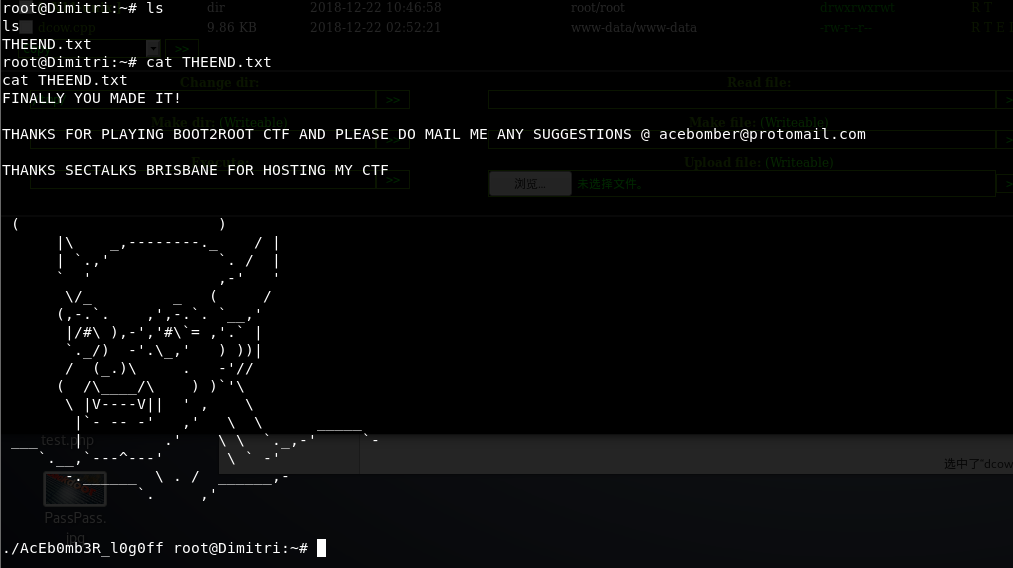 root@Dimitri:~# ls
ls
THEEND.txt
root@Dimitri:~# cat THEEND.txt
cat THEEND.txt
FINALLY YOU MADE IT!
THANKS FOR PLAYING BOOT2ROOT CTF AND PLEASE DO MAIL ME ANY SUGGESTIONS @ acebomber@protomail.com
THANKS SECTALKS BRISBANE FOR HOSTING MY CTF
./AcEb0mb3R_l0g0ff root@Dimitri:~#
dir 2018-12-22 10:46:58 root/root drwxrwxrwt R T
dcow.cpp 9.86 KB 2018-12-22 02:52:21 www-data/www-data -rw-r--r-- R T E
>>
Change dir: Read file:
>> >>
Make dir: (Writeable) Make file: (Writeable)
Execute: Upload file: (Writeable)
>> 浏览... 未选择文件。
test.php
选中了"dcow
PassPass.
jpg